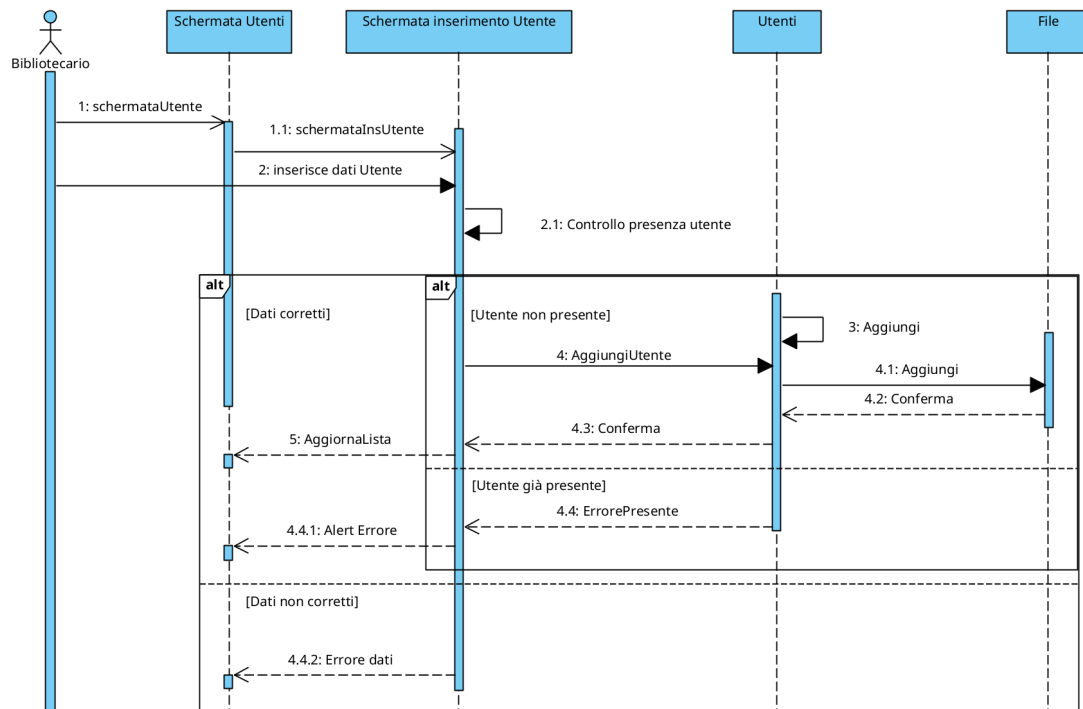 Bibliotecario
Schermata Utenti
Schermata inserimento Utente
Utenti
File
1: schermataUtente
1.1: schermataInsUtente
2: inserisce dati Utente
2.1: Controllo presenza utente
alt
alt
[Dati corretti]
[Utente non presente]
3: Aggiungi
4: AggiungiUtente
4.1: Aggiungi
4.2: Conferma
4.3: Conferma
5: AggiornaLista
[Utente già presente]
4.4: ErrorePresente
4.4.1: Alert Errore
[Dati non corretti]
4.4.2: Errore dati